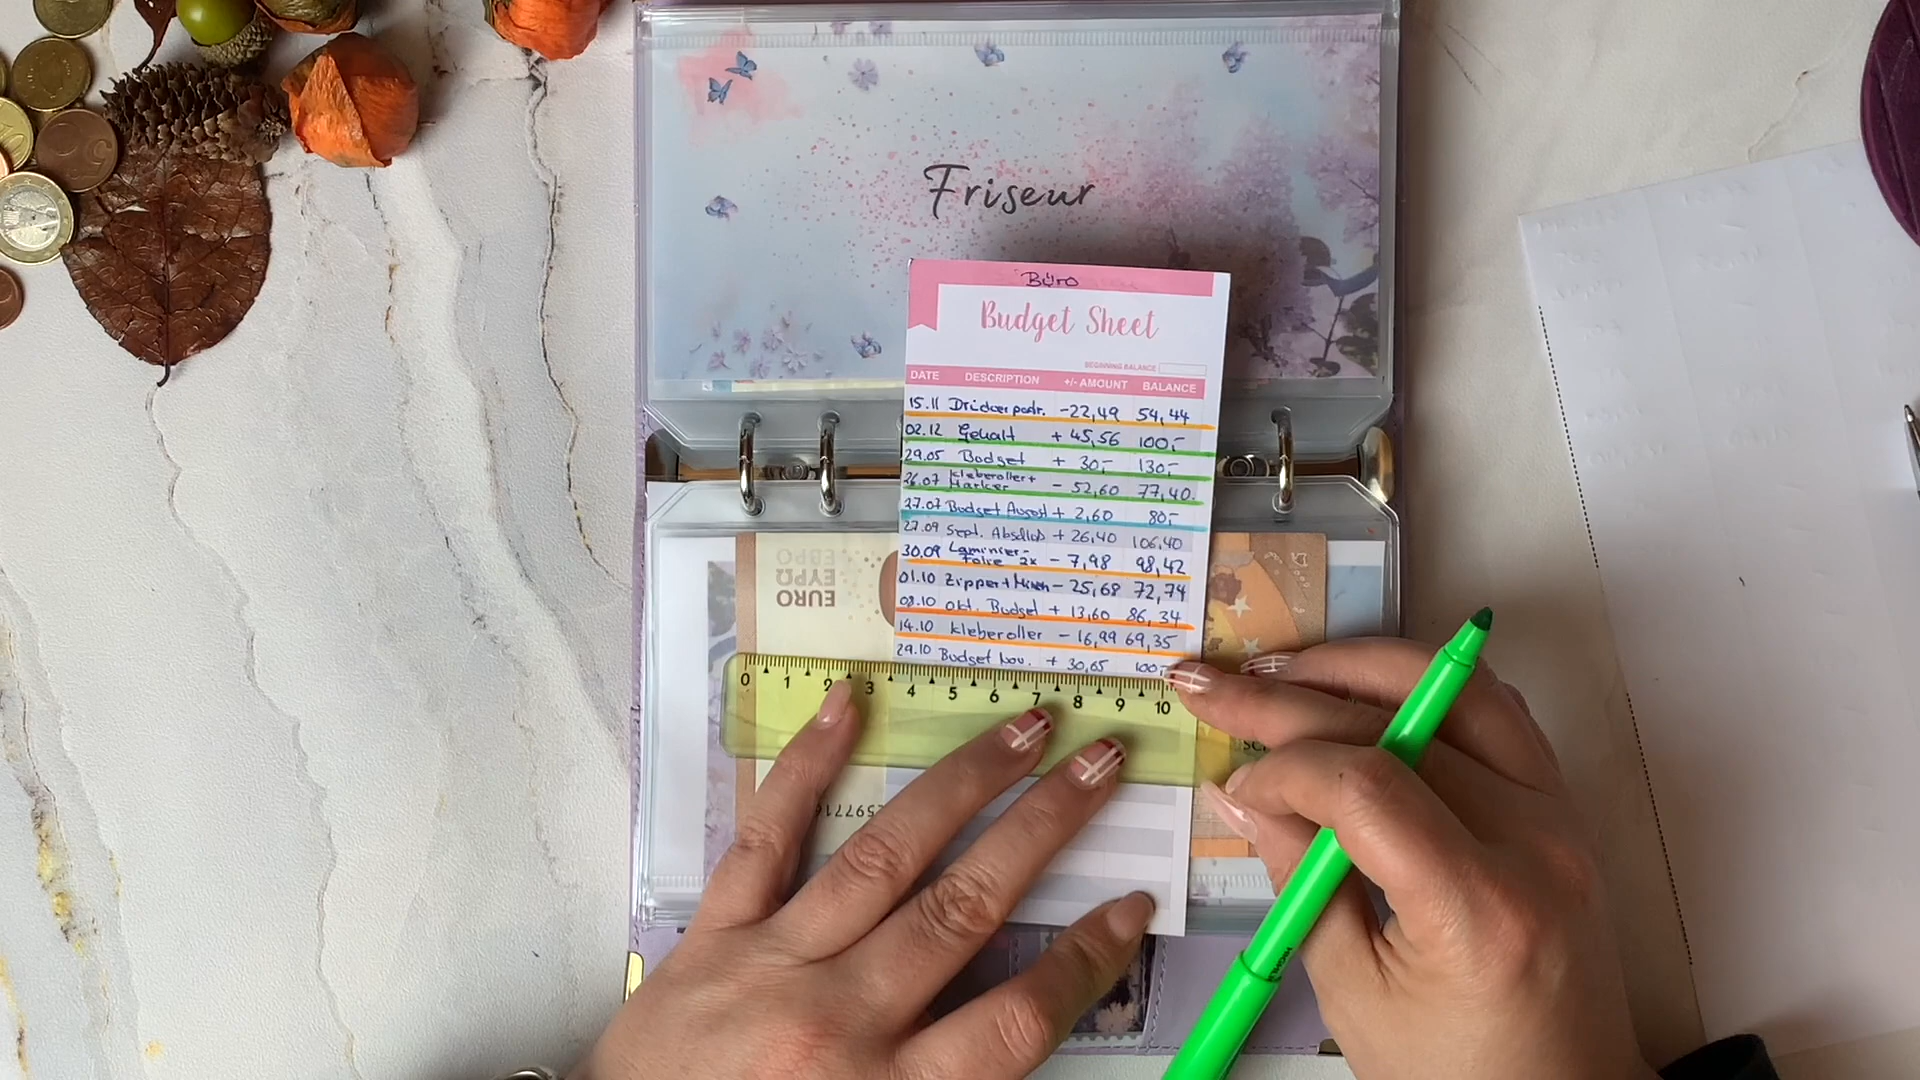 Friseur
Büro
Budget Sheet
BEGINNING BALANCE
DATE DESCRIPTION +/- AMOUNT BALANCE
15.11 -22,49 54,44
02.12 Gehalt + 45,56 100,-
29.05 Budget + 30,- 130,-
26.07 Kleberoller+ Marker - 52,60 77,40
27.07 Budget August + 2,60 80,-
27.09 Sept. + 26,40 106,40
30.09 Laminier- Folie 2x - 7,98 98,42
01.10 Zipper+ - 25,68 72,74
08.10 Okt. Budget + 13,60 86,34
14.10 Kleberoller - 16,99 69,35
29.10 Budget Nov. + 30,65 100,-
0 1 2 3 4 5 6 7 8 9 10
ЕВРО
ΕΥΡΩ
EURO